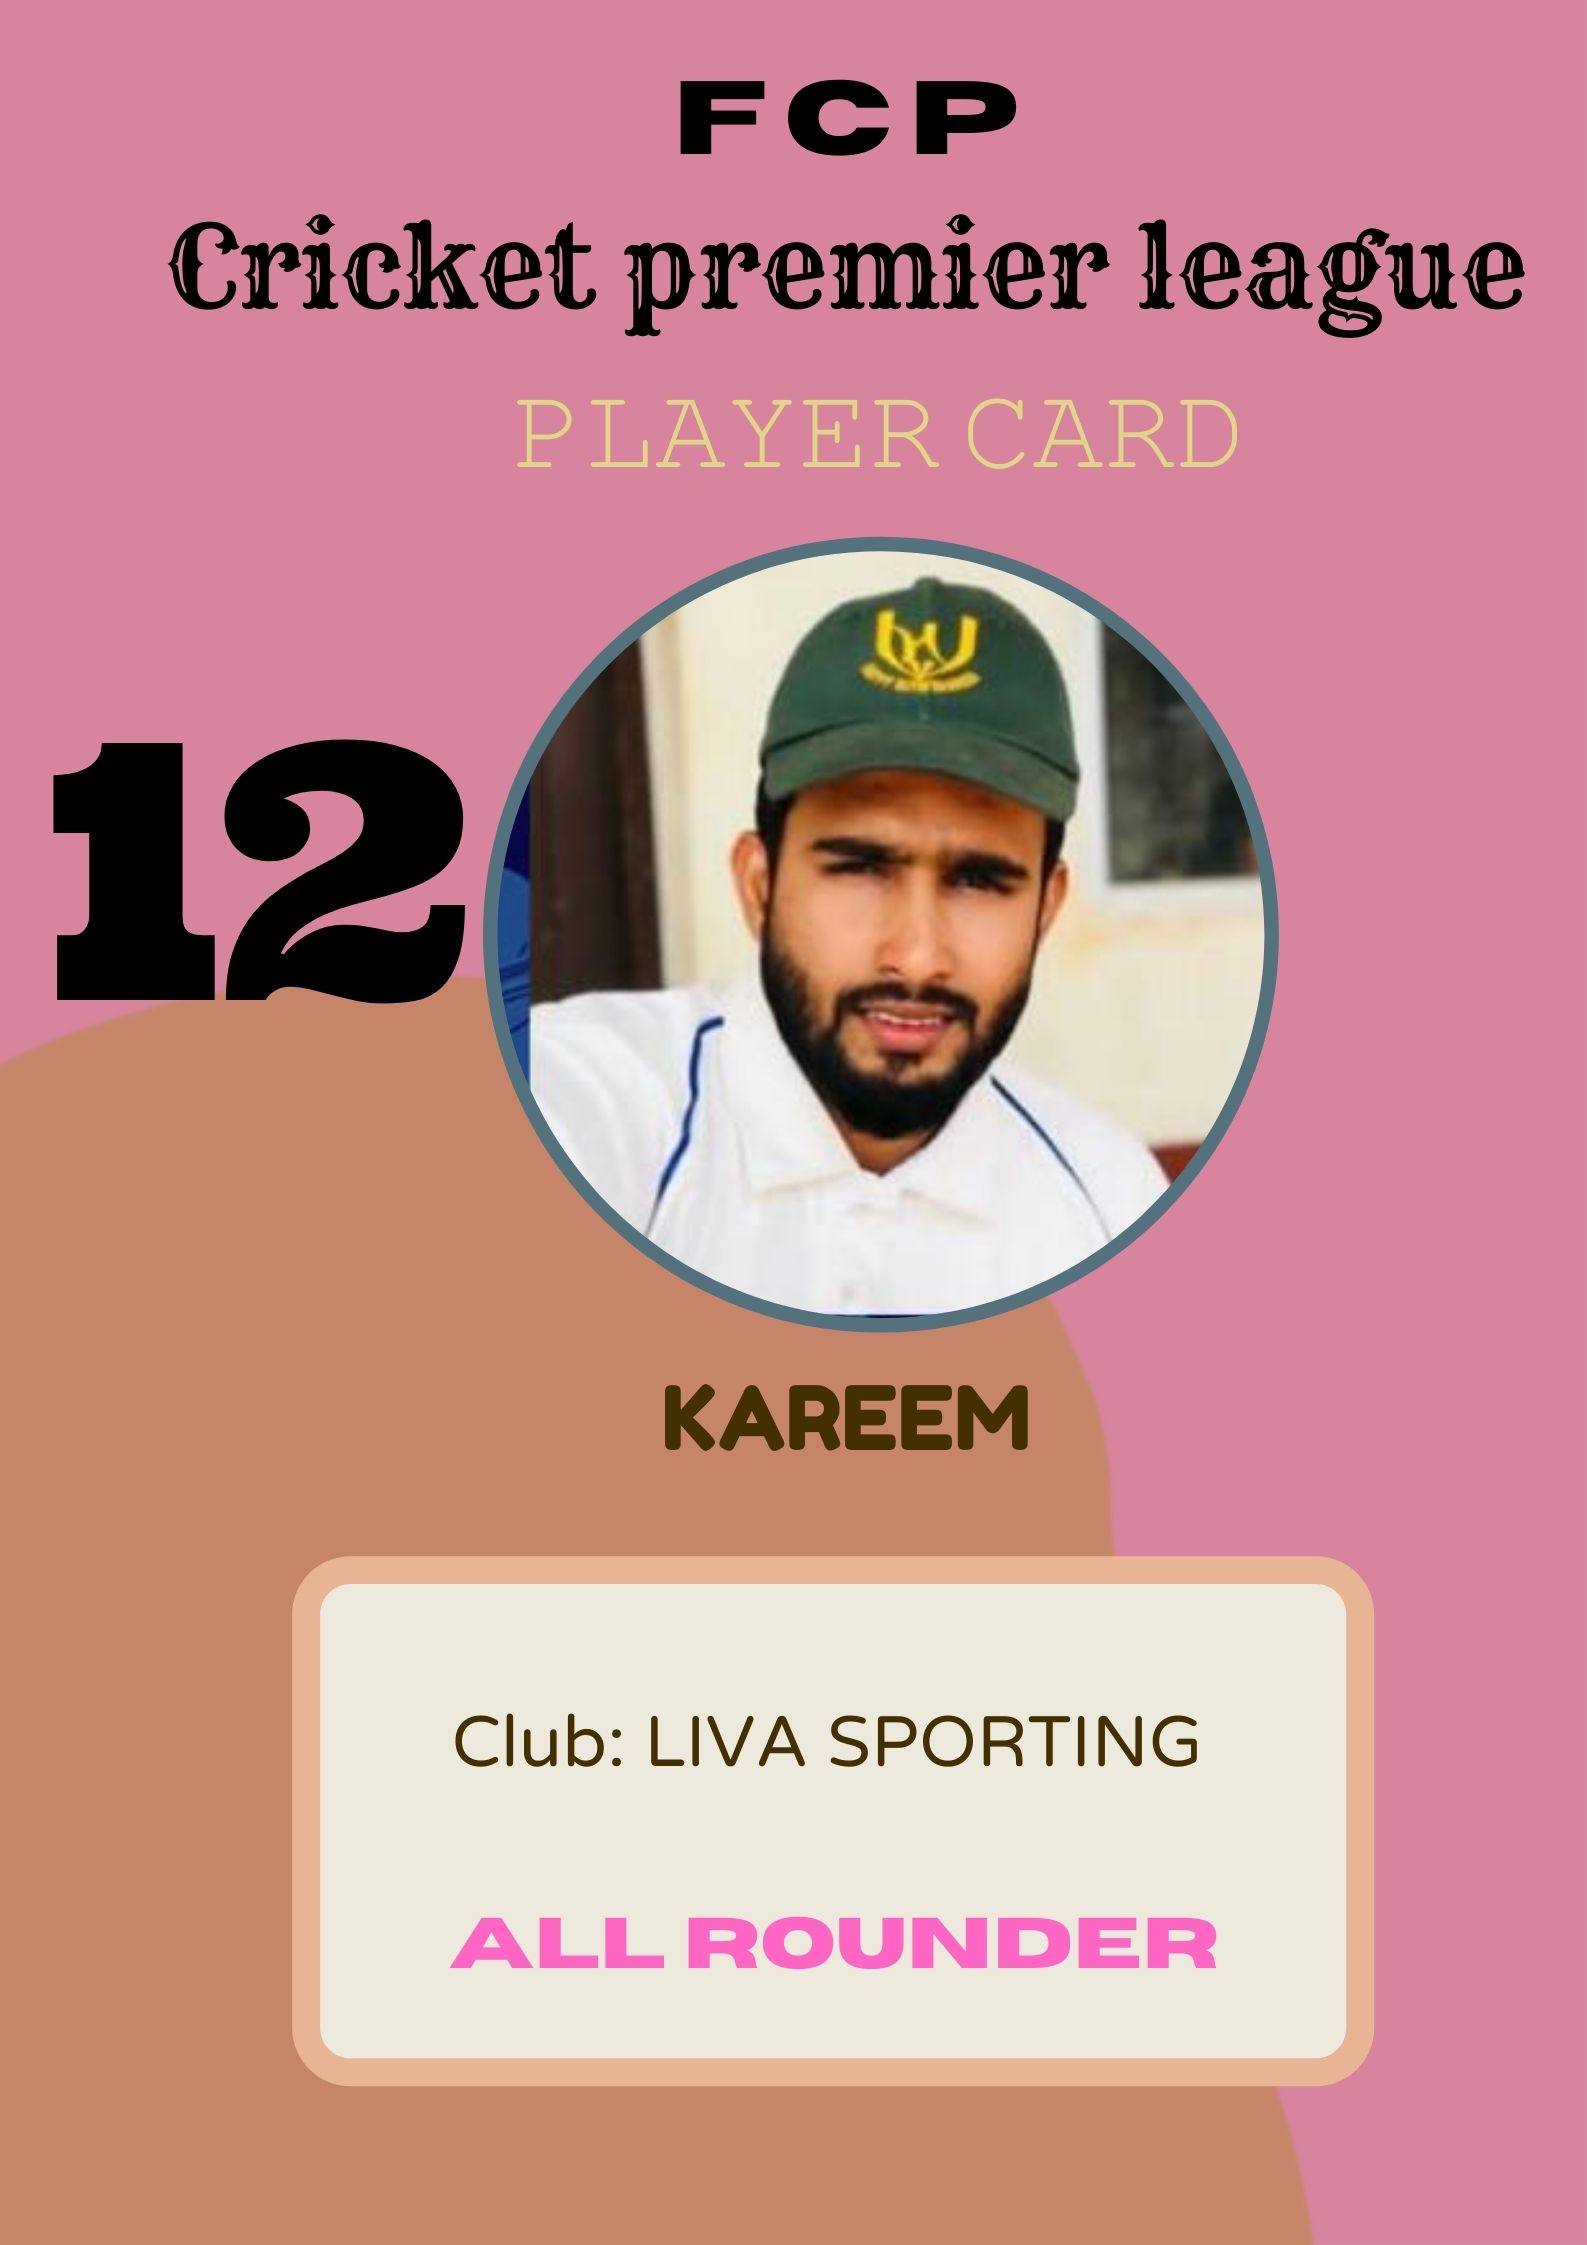 FCP
Cricket premier league
PLAYER CARD
12
KAREEM
Club: LIVA SPORTING
ALL ROUNDER